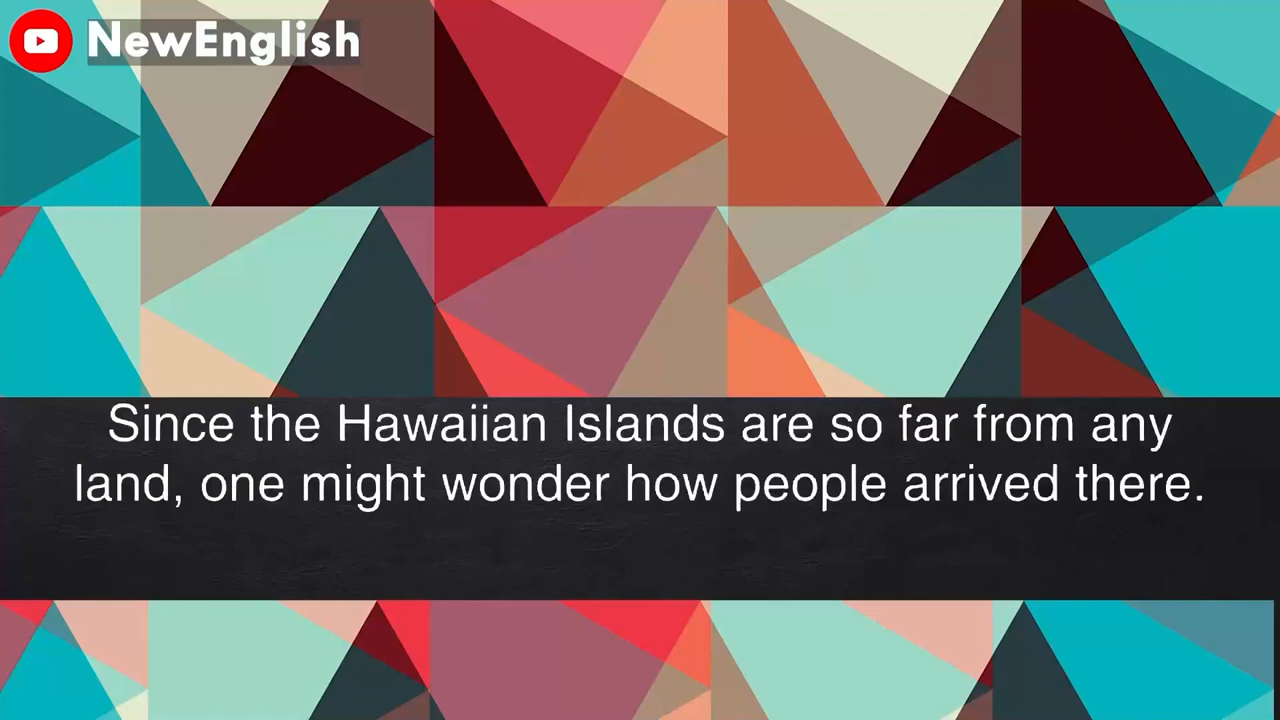 NewEnglish
Since the Hawaiian Islands are so far from any
land, one might wonder how people arrived there.